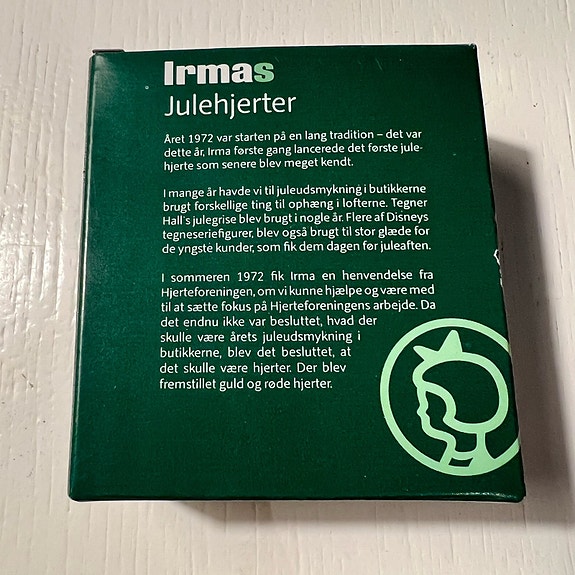 Irmas
Julehjerter
Året 1972 var starten på en lang tradition – det var
dette år, Irma første gang lancerede det første jule-
hjerte som senere blev meget kendt.
I mange år havde vi til juleudsmykning i butikkerne
brugt forskellige ting til ophæng i lofterne. Tegner
Hall's julegrise blev brugt i nogle år. Flere af Disneys
tegneseriefigurer, blev også brugt til stor glæde for
de yngste kunder, som fik dem dagen før juleaften.
I sommeren 1972 fik Irma en henvendelse fra
Hjerteforeningen, om vi kunne hjælpe og være med
til at sætte fokus på Hjerteforeningens arbejde. Da
det endnu ikke var besluttet, hvad der
skulle være årets juleudsmykning i
butikkerne, blev det besluttet, at
det skulle være hjerter. Der blev
fremstillet guld og røde hjerter.